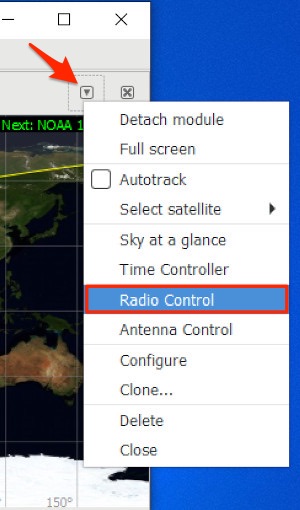 Next: NOAA 1
Detach module
Full screen
Autotrack
Select satellite
Sky at a glance
Time Controller
Radio Control
Antenna Control
Configure
Clone...
Delete
Close
150°